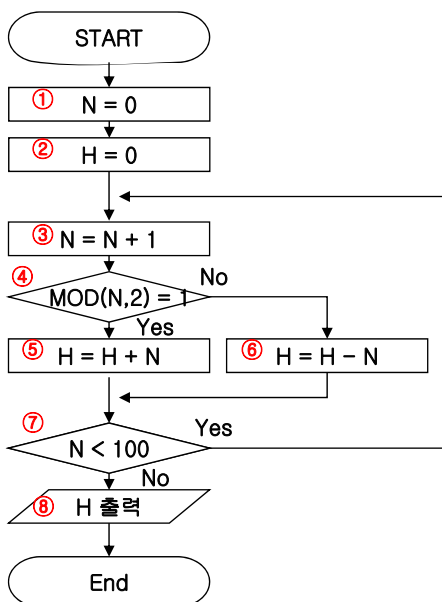 START
① N = 0
② H = 0
③ N = N + 1
④ MOD(N,2) = 1
No
Yes
⑤ H = H + N
⑥ H = H - N
⑦ N < 100
Yes
No
⑧ H 출력
End